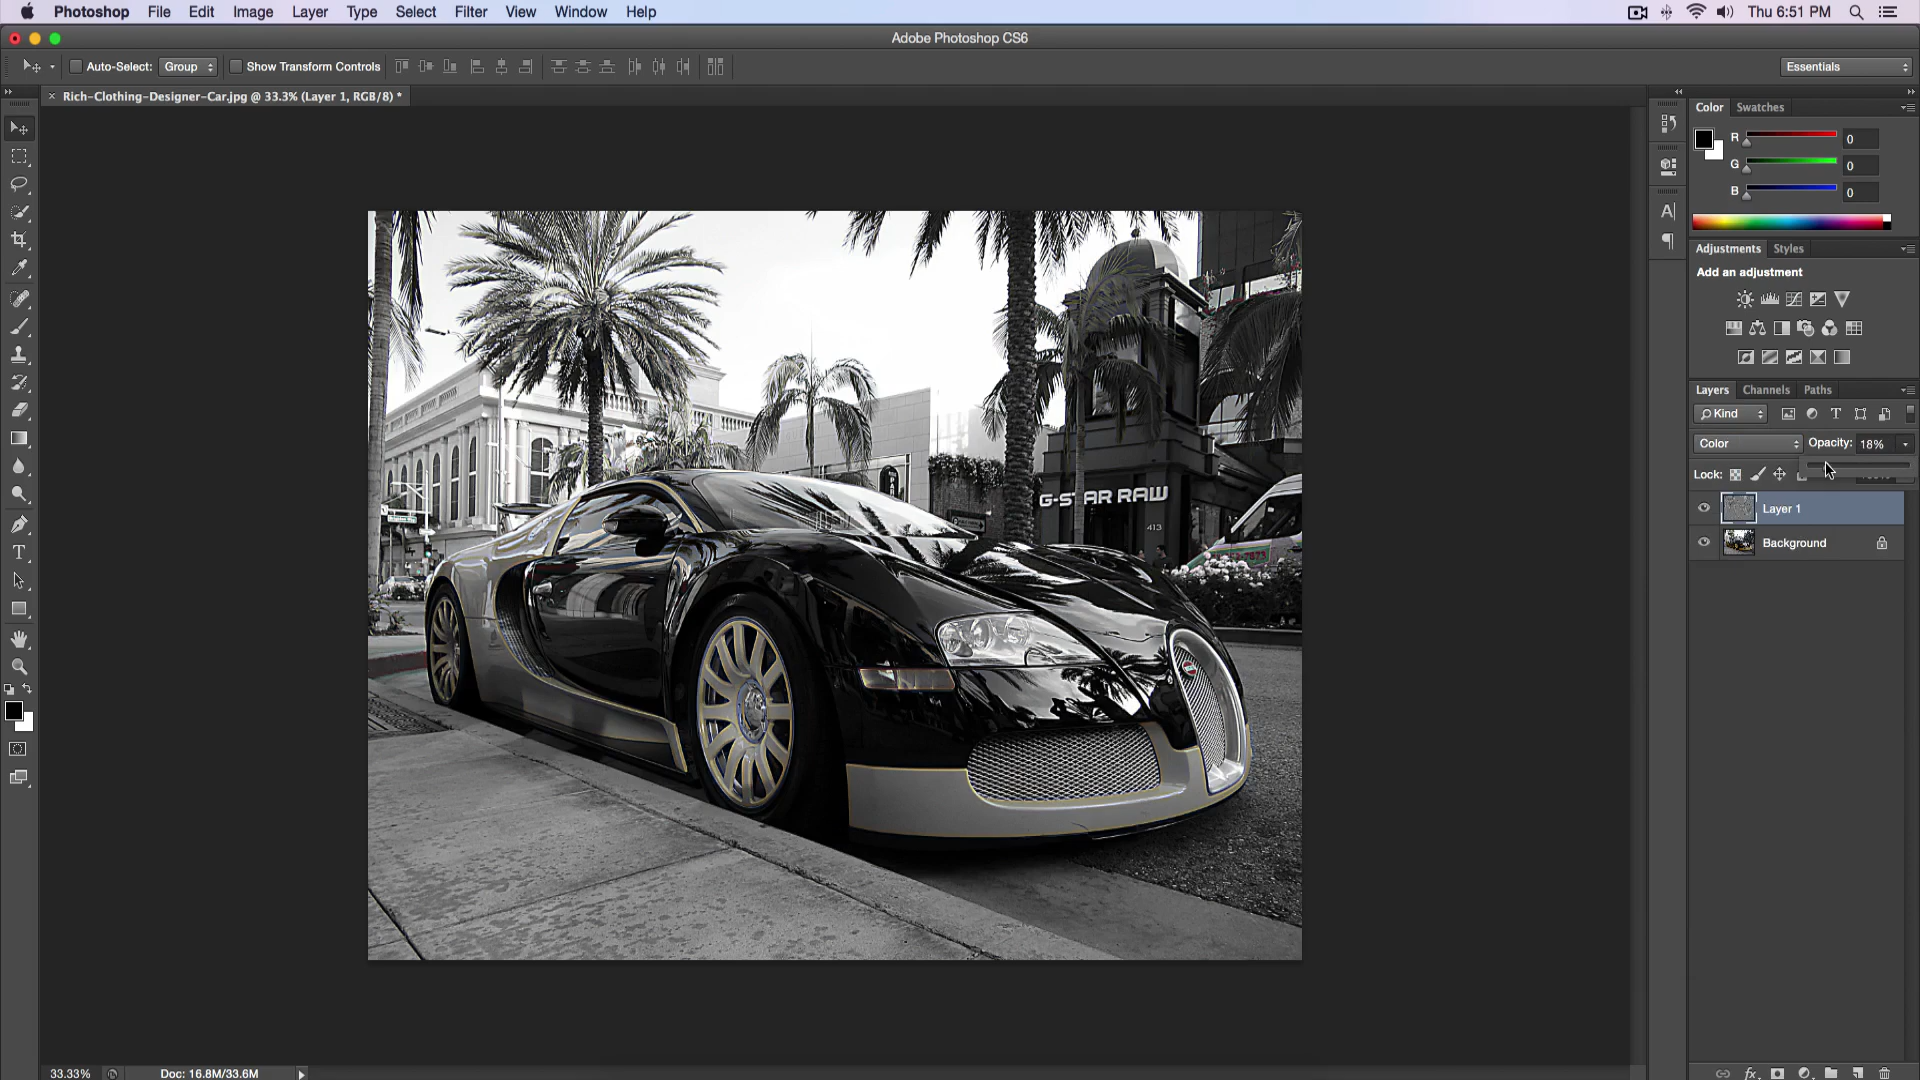 Photoshop File Edit Image Layer Type Select Filter View Window Help Thu 6:51 PM
Adobe Photoshop CS6
Auto-Select: Group Show Transform Controls Essentials
Rich-Clothing-Designer-Car.jpg @ 33.3% (Layer 1, RGB/8) *
Color Swatches
R 0
G 0
B 0
Adjustments Styles
Add an adjustment
Layers Channels Paths
Kind T
Color Opacity: 18%
Lock:
Layer 1
Background
G-STAR RAW
413
33.33% Doc: 16.8M/33.6M
fx